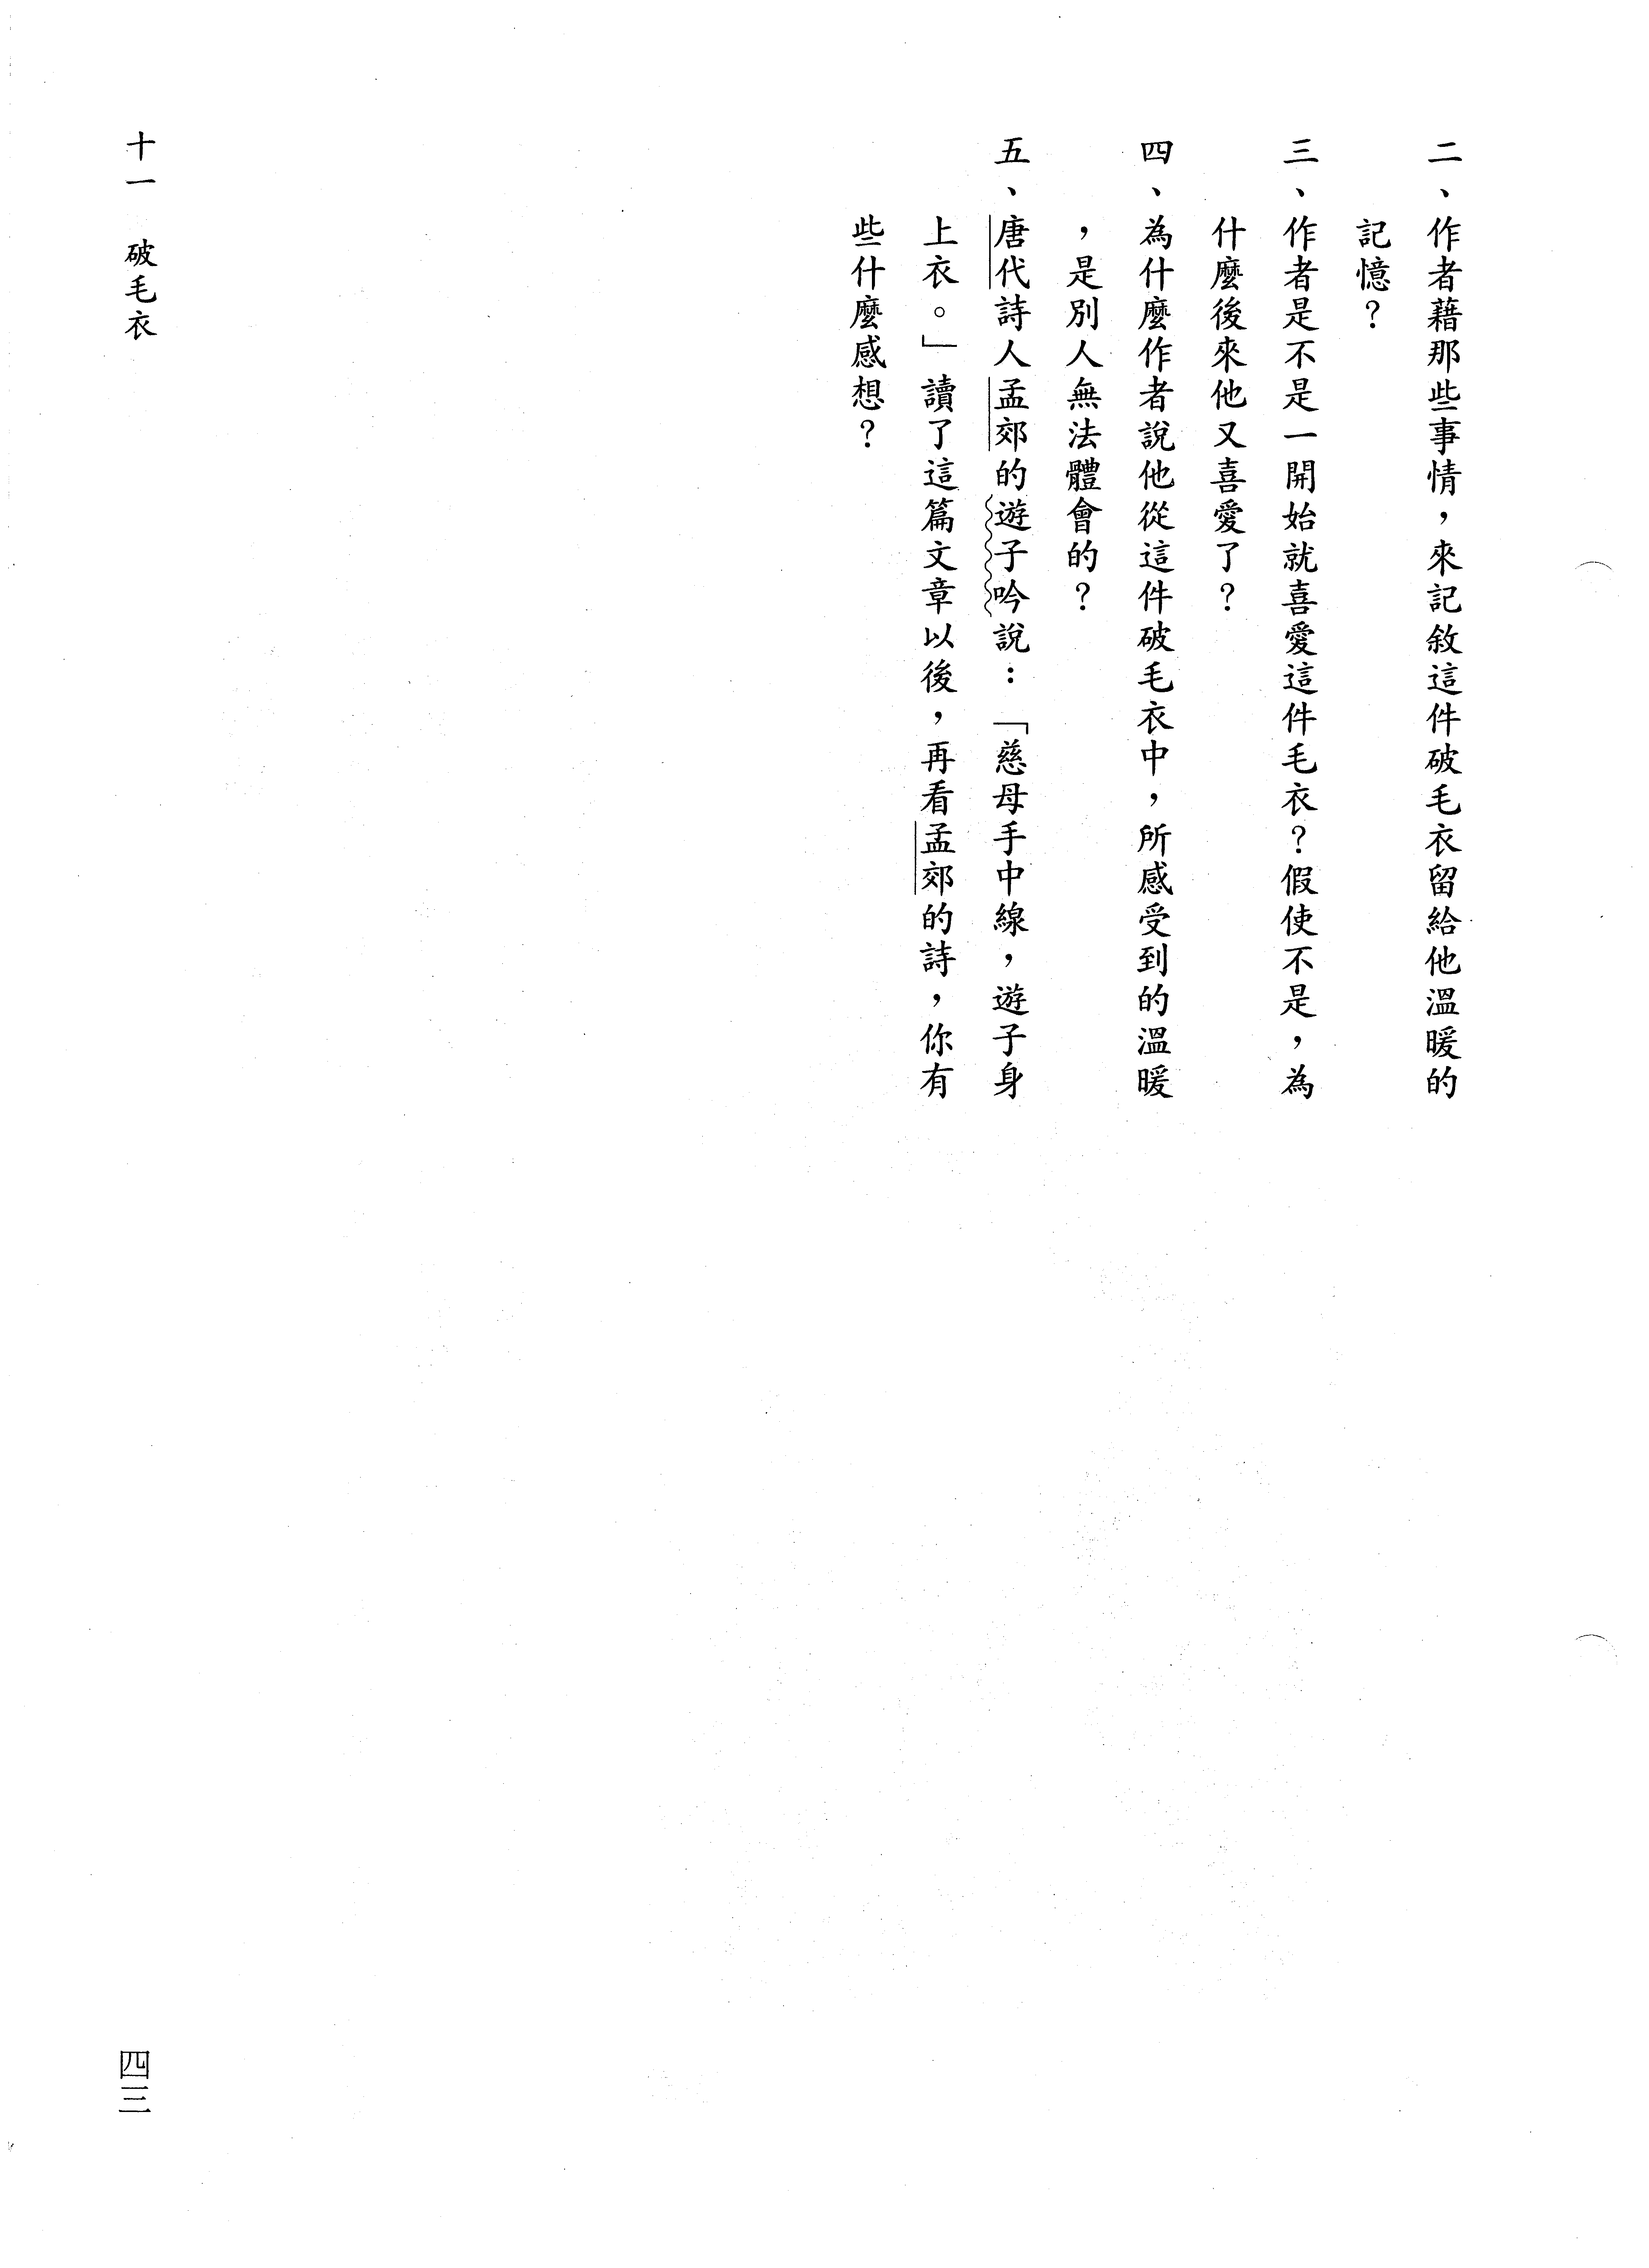 二、作者藉那些事情，來記敘這件破毛衣留給他溫暖的
記憶？
三、作者是不是一開始就喜愛這件毛衣？假使不是，為
什麼後來他又喜愛了？
四、為什麼作者說他從這件破毛衣中，所感受到的溫暖
，是別人無法體會的？
五、唐代詩人孟郊的遊子吟說：「慈母手中線，遊子身
上衣。」讀了這篇文章以後，再看孟郊的詩，你有
些什麼感想？
十一　破毛衣
四三